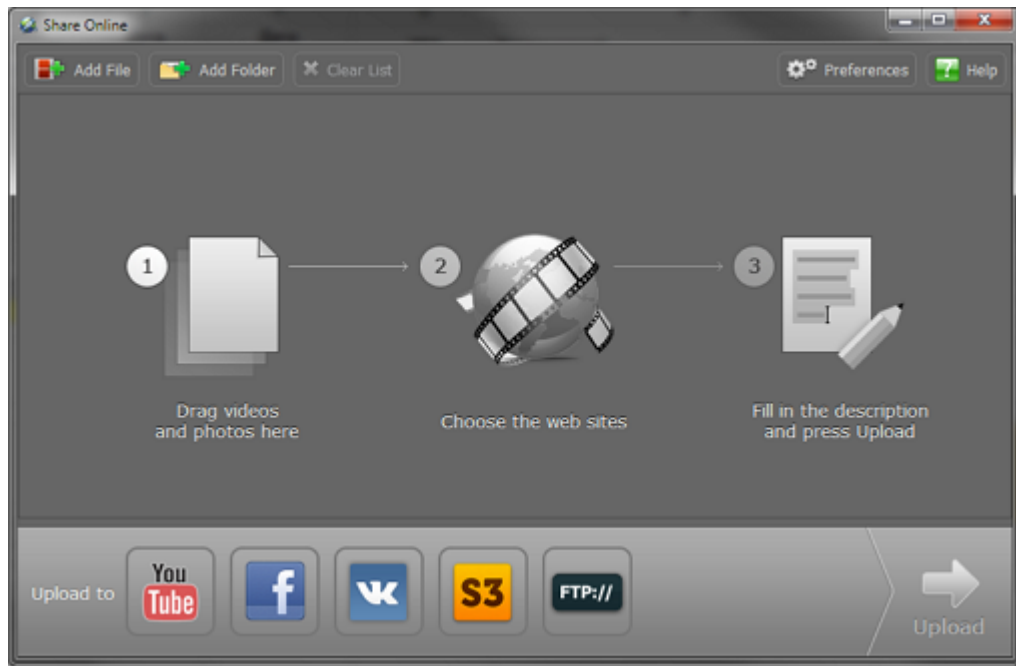 Share Online
Add File
Add Folder
Clear List
Preferences
? Help
1
2
3
Drag videos
and photos here
Choose the web sites
Fill in the description
and press Upload
Upload to
You
Tube
f
VK
S3
FTP://
Upload